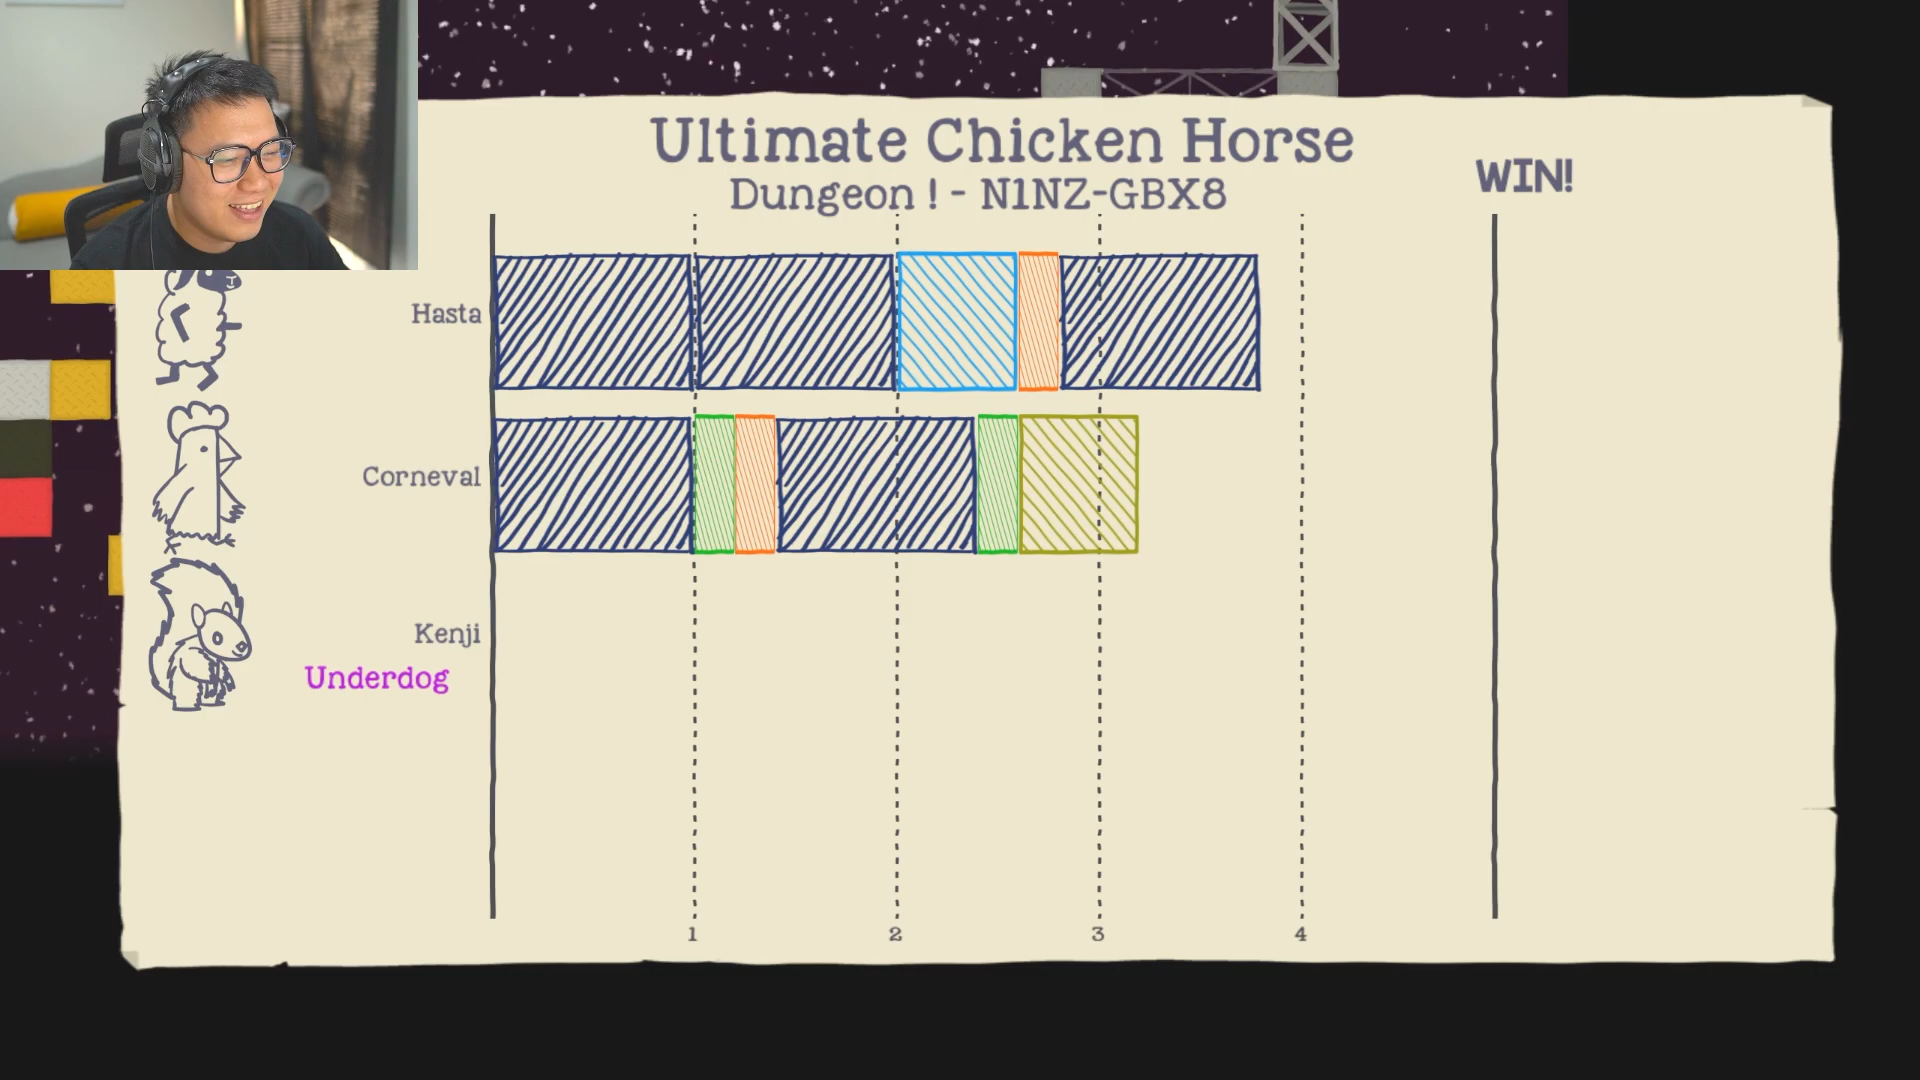 Ultimate Chicken Horse
Dungeon ! - N1NZ-GBX8
WIN!
Hasta
Corneval
Kenji
Underdog
1
2
3
4